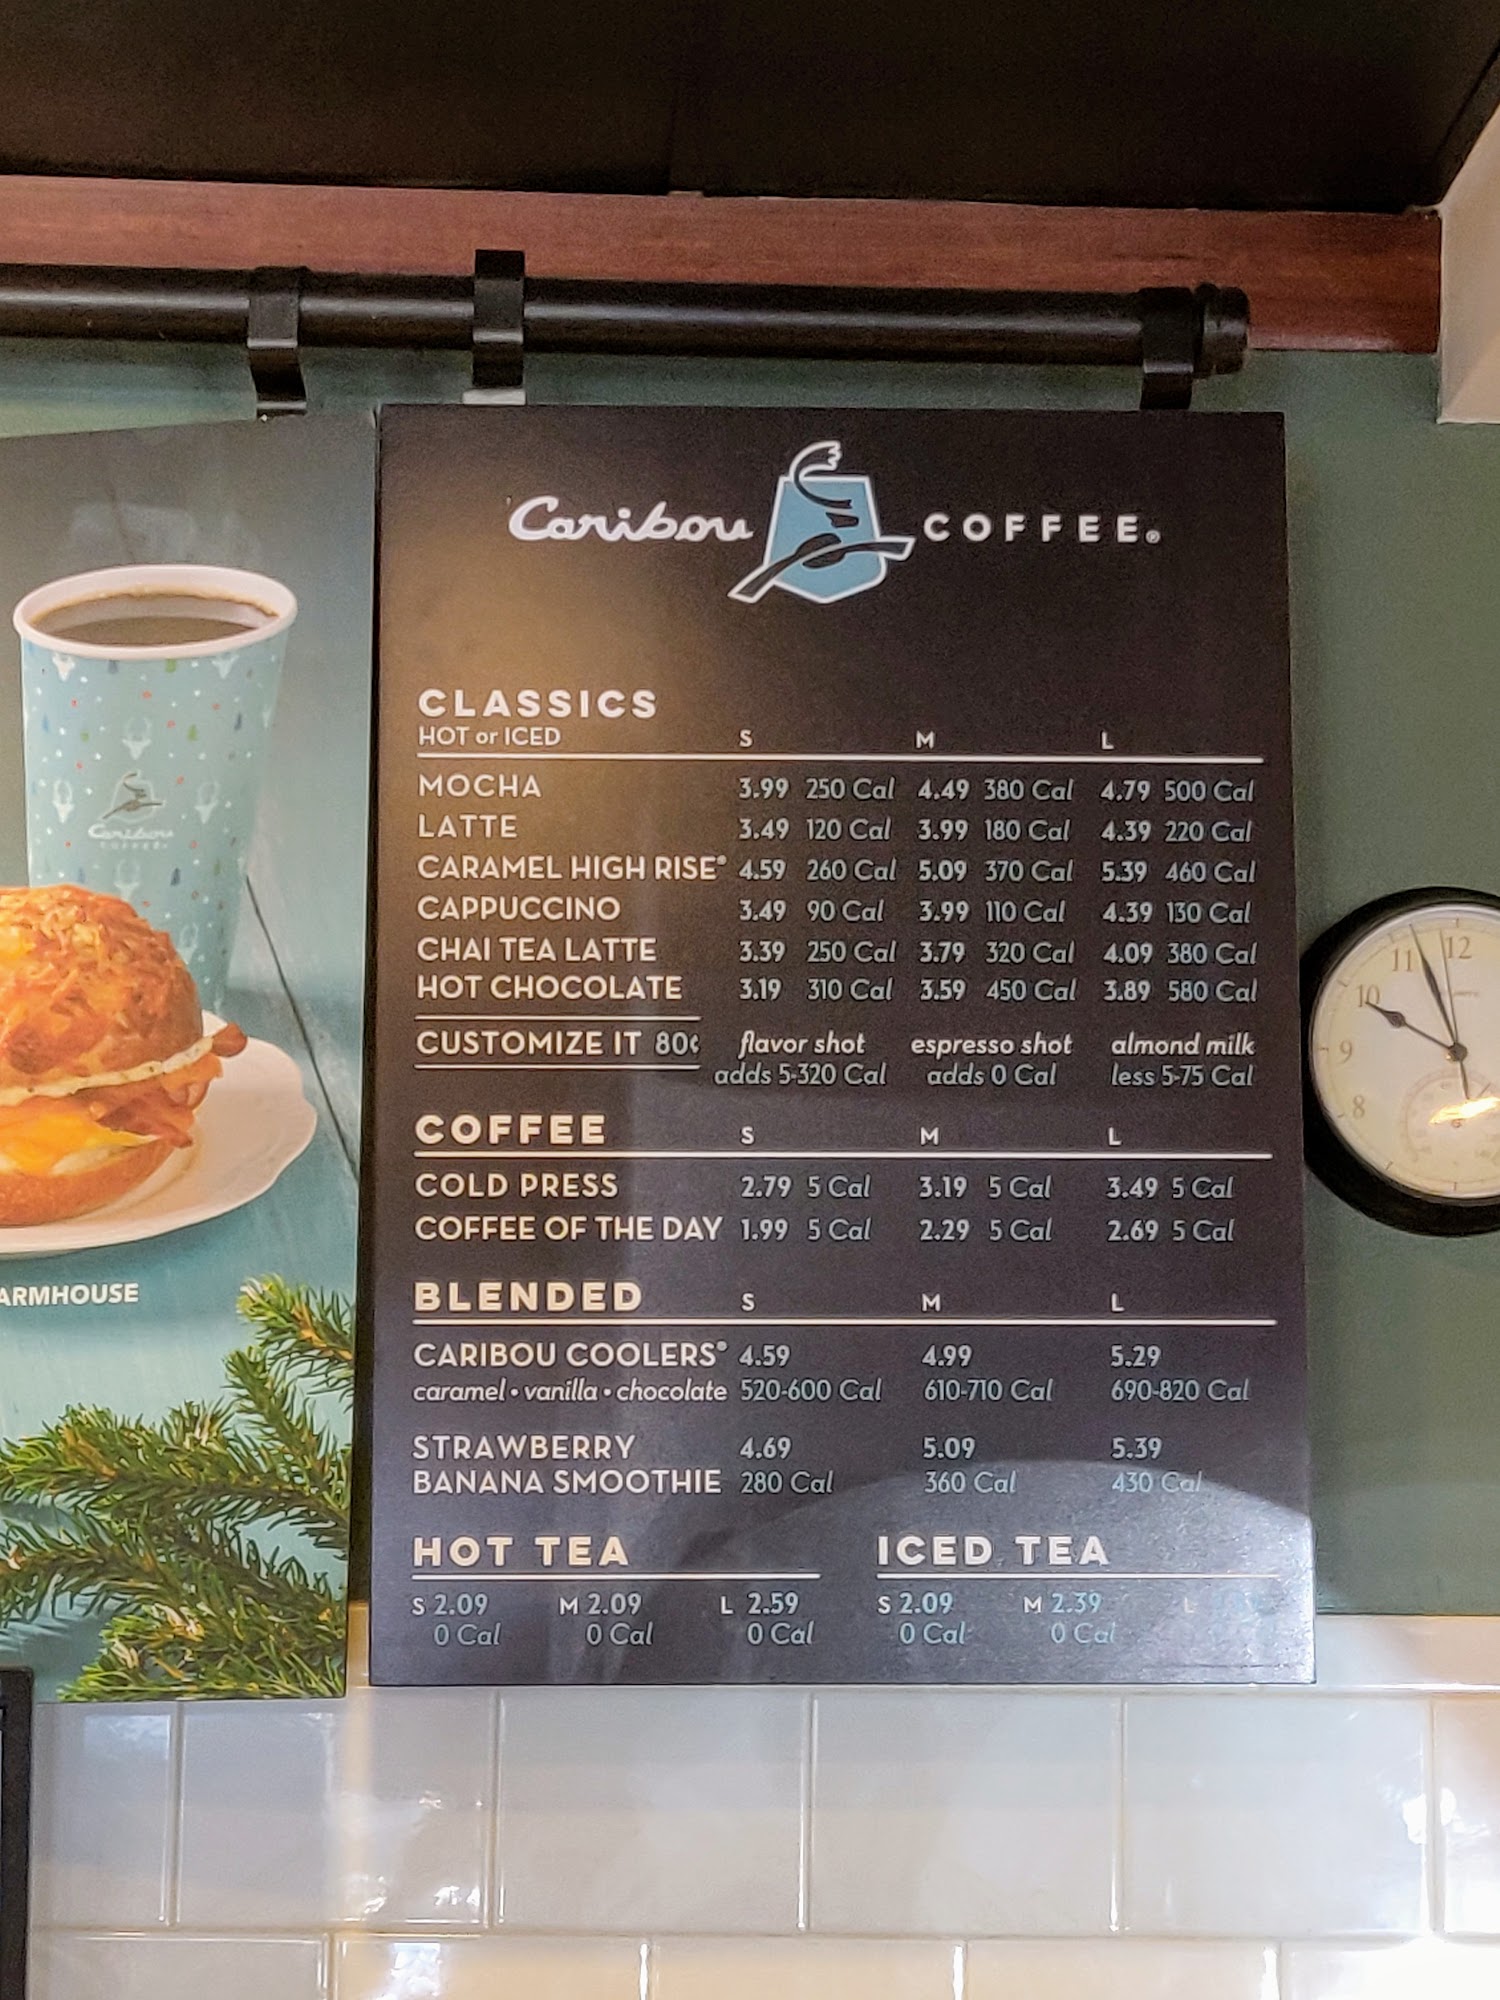 Caribou COFFEE®
CLASSICS
HOT or ICED S M L
MOCHA 3.99 250 Cal 4.49 380 Cal 4.79 500 Cal
LATTE 3.49 120 Cal 3.99 180 Cal 4.39 220 Cal
CARAMEL HIGH RISE® 4.59 260 Cal 5.09 370 Cal 5.39 460 Cal
CAPPUCCINO 3.49 90 Cal 3.99 110 Cal 4.39 130 Cal
CHAI TEA LATTE 3.39 250 Cal 3.79 320 Cal 4.09 380 Cal
HOT CHOCOLATE 3.19 310 Cal 3.59 450 Cal 3.89 580 Cal
CUSTOMIZE IT 80¢ flavor shot espresso shot almond milk
adds 5-320 Cal adds 0 Cal less 5-75 Cal
COFFEE S M L
COLD PRESS 2.79 5 Cal 3.19 5 Cal 3.49 5 Cal
COFFEE OF THE DAY 1.99 5 Cal 2.29 5 Cal 2.69 5 Cal
BLENDED S M L
CARIBOU COOLERS® 4.59 4.99 5.29
caramel • vanilla • chocolate 520-600 Cal 610-710 Cal 690-820 Cal
STRAWBERRY 4.69 5.09 5.39
BANANA SMOOTHIE 280 Cal 360 Cal 430 Cal
HOT TEA ICED TEA
S 2.09 M 2.09 L 2.59 S 2.09 M 2.39 L
0 Cal 0 Cal 0 Cal 0 Cal 0 Cal
Caribou
COFFEE
ARMHOUSE
12
11
10
9
8